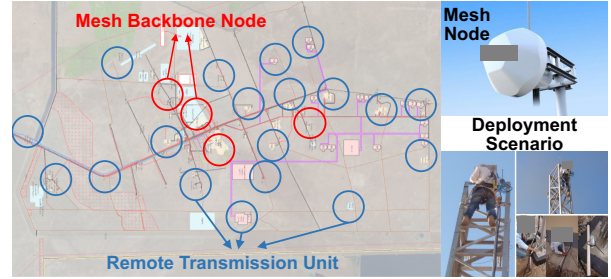 Mesh Backbone Node
Remote Transmission Unit
Mesh
Node
Deployment
Scenario